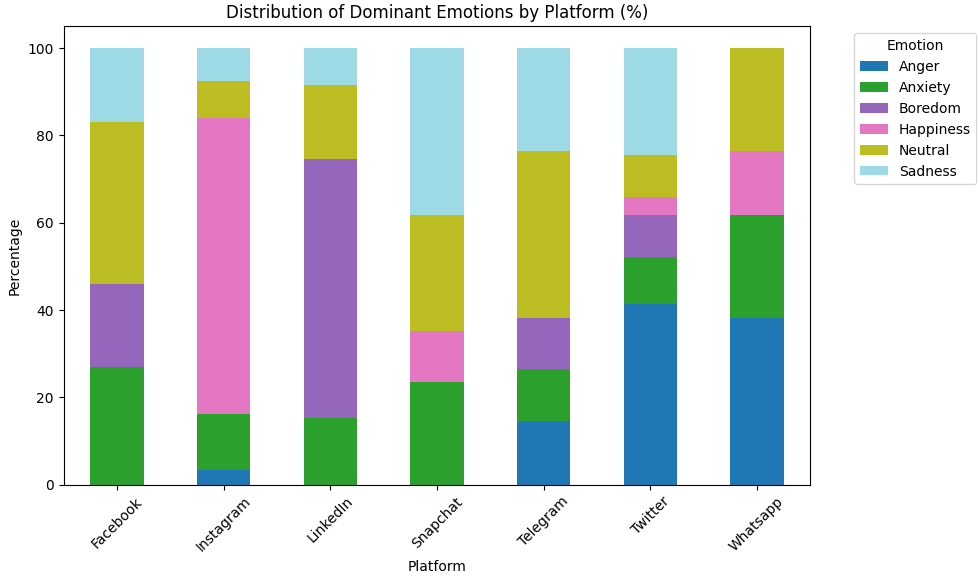 Distribution of Dominant Emotions by Platform (%)
Percentage
100
80
60
40
20
0
Facebook
Instagram
LinkedIn
Snapchat
Telegram
Twitter
Whatsapp
Platform
Emotion
Anger
Anxiety
Boredom
Happiness
Neutral
Sadness